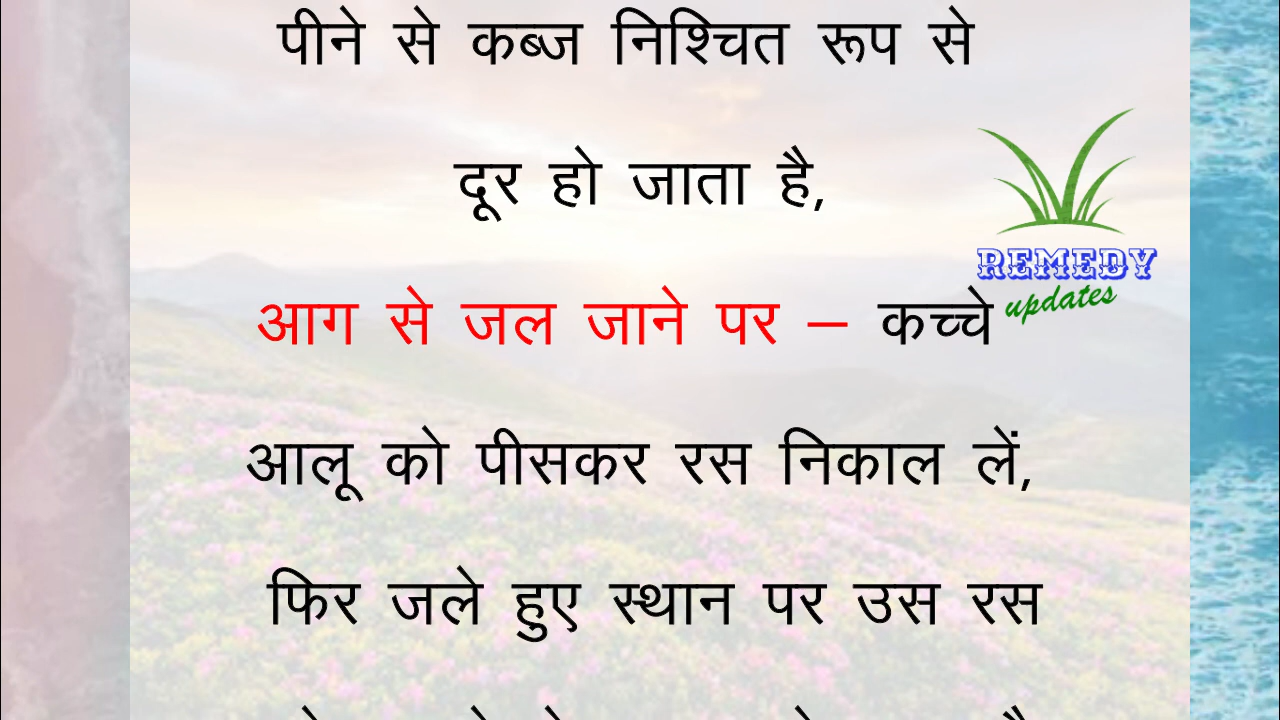 पीने से कब्ज निश्चित रूप से
दूर हो जाता है,
REMEDY
updates
आग से जल जाने पर – कच्चे
आलू को पीसकर रस निकाल लें,
फिर जले हुए स्थान पर उस रस